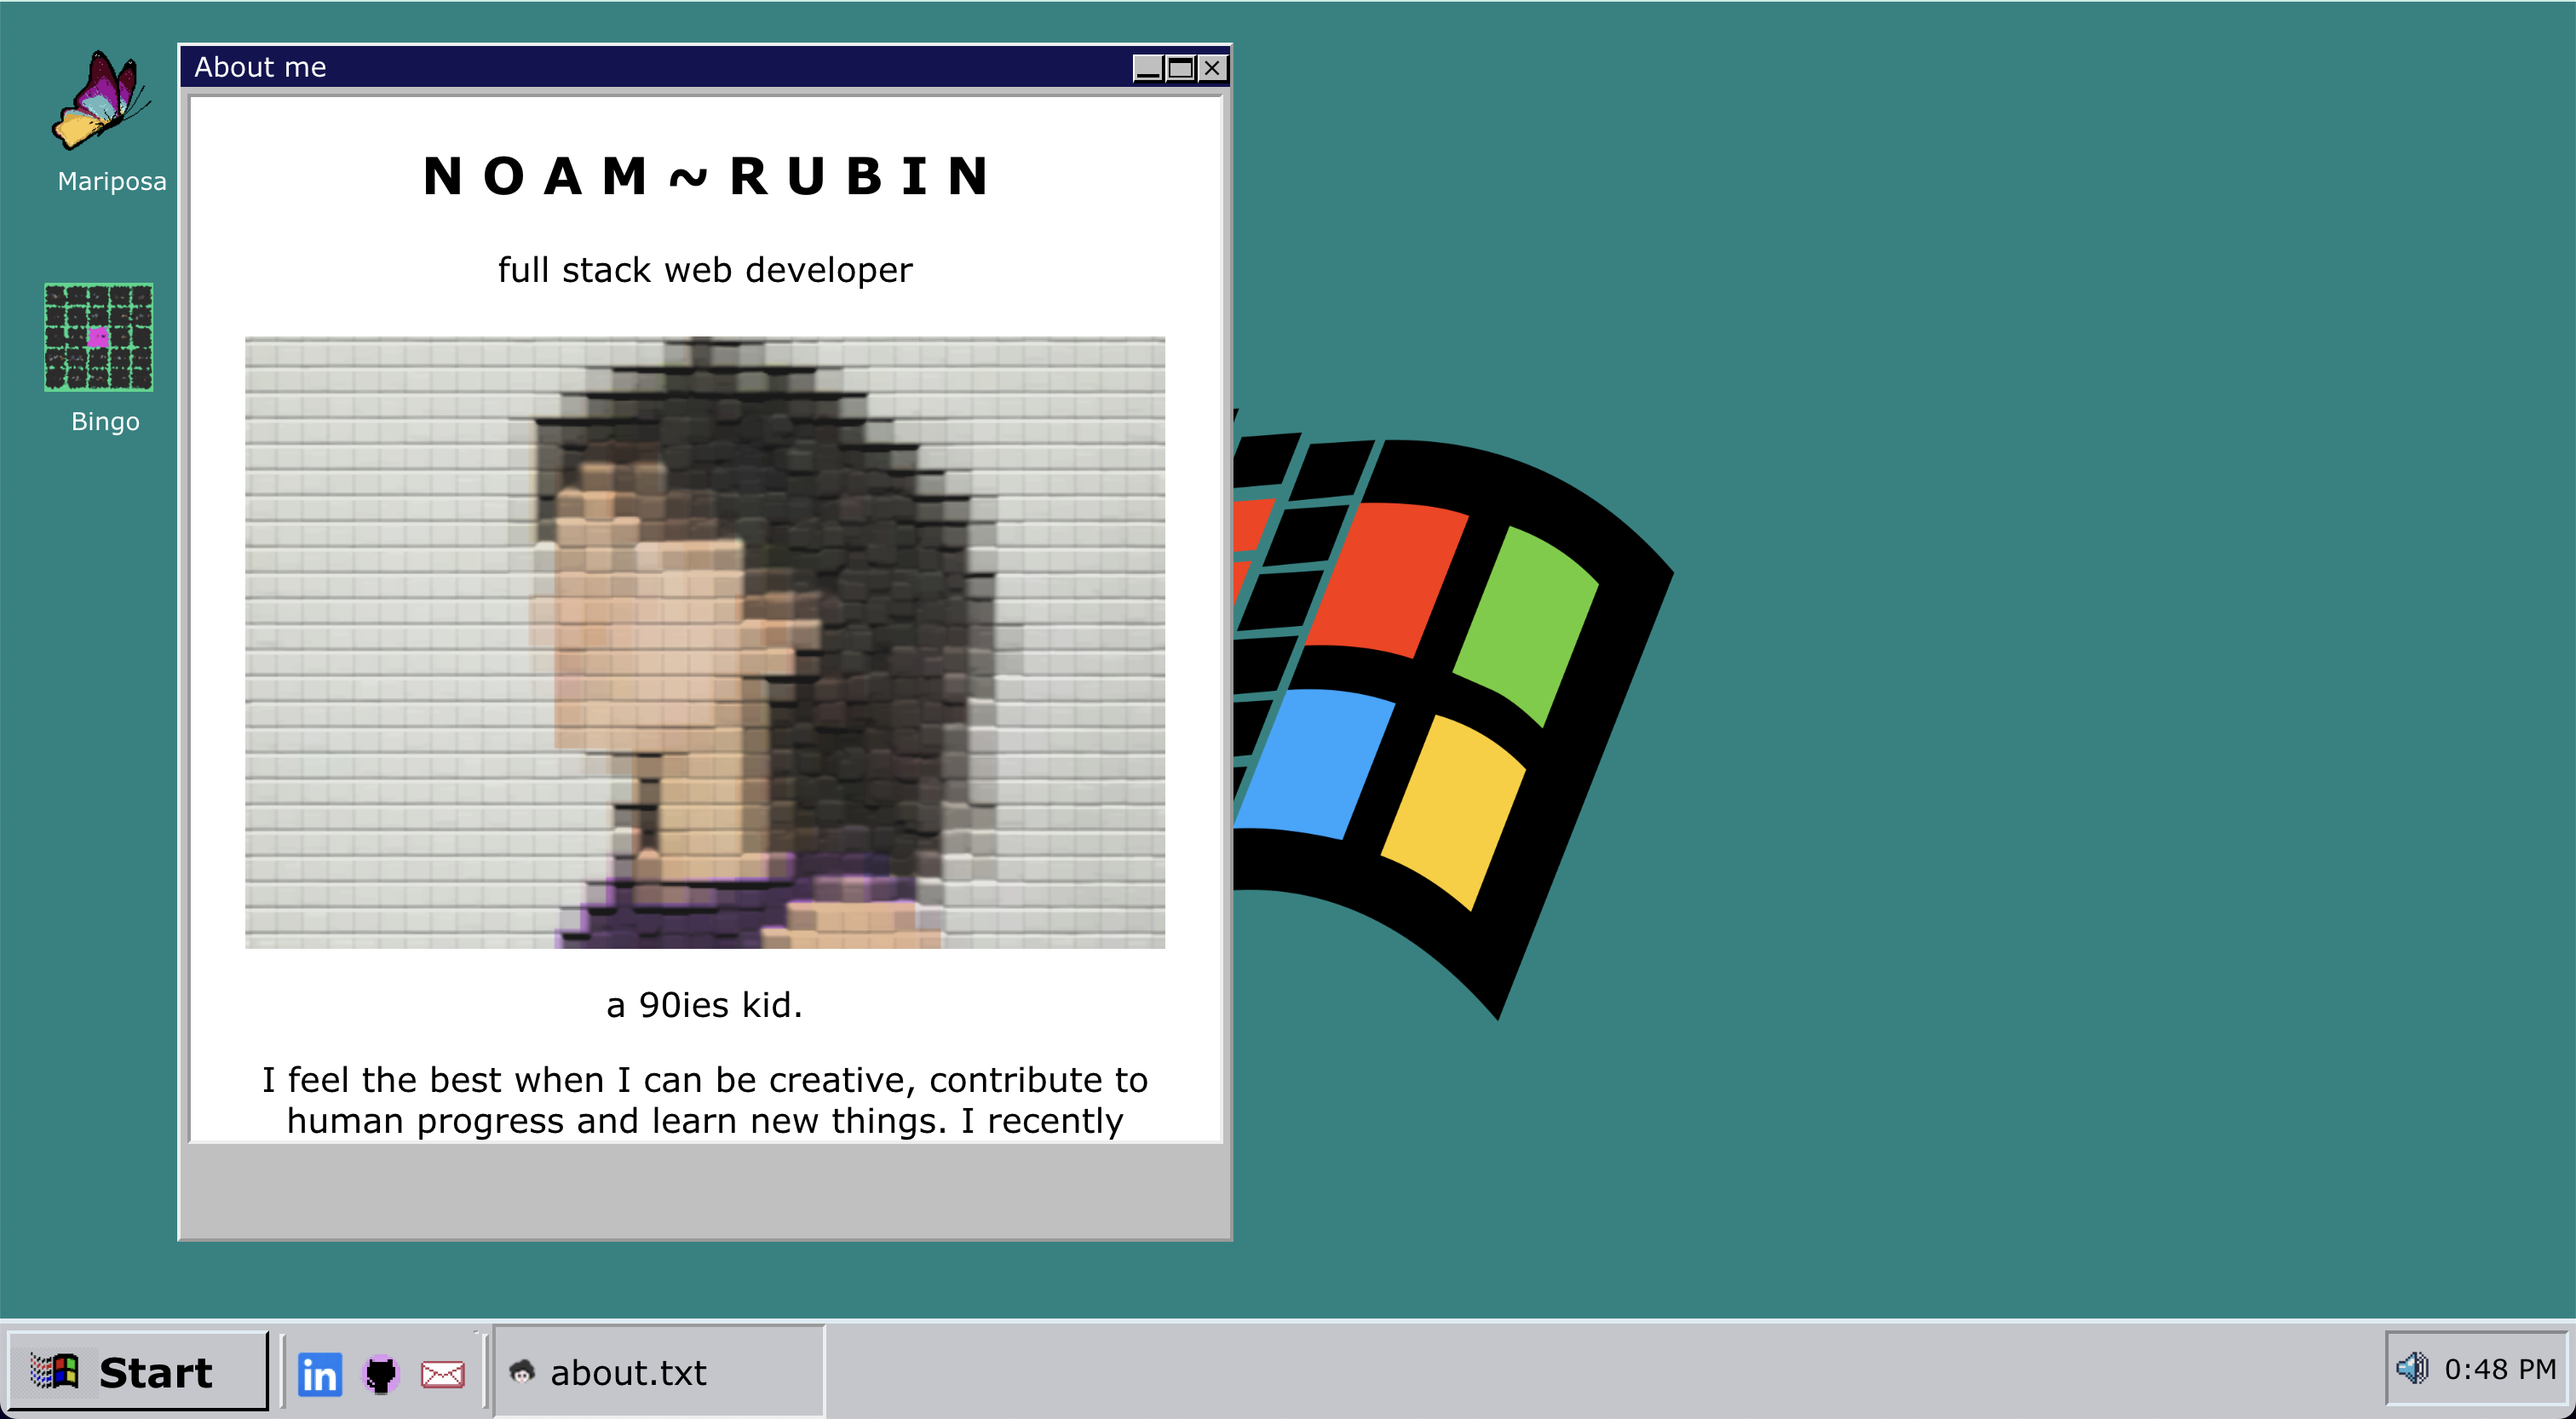 Mariposa
Bingo
About me
N O A M ~ R U B I N
full stack web developer
a 90ies kid.
I feel the best when I can be creative, contribute to
human progress and learn new things. I recently
Start
in
about.txt
0:48 PM